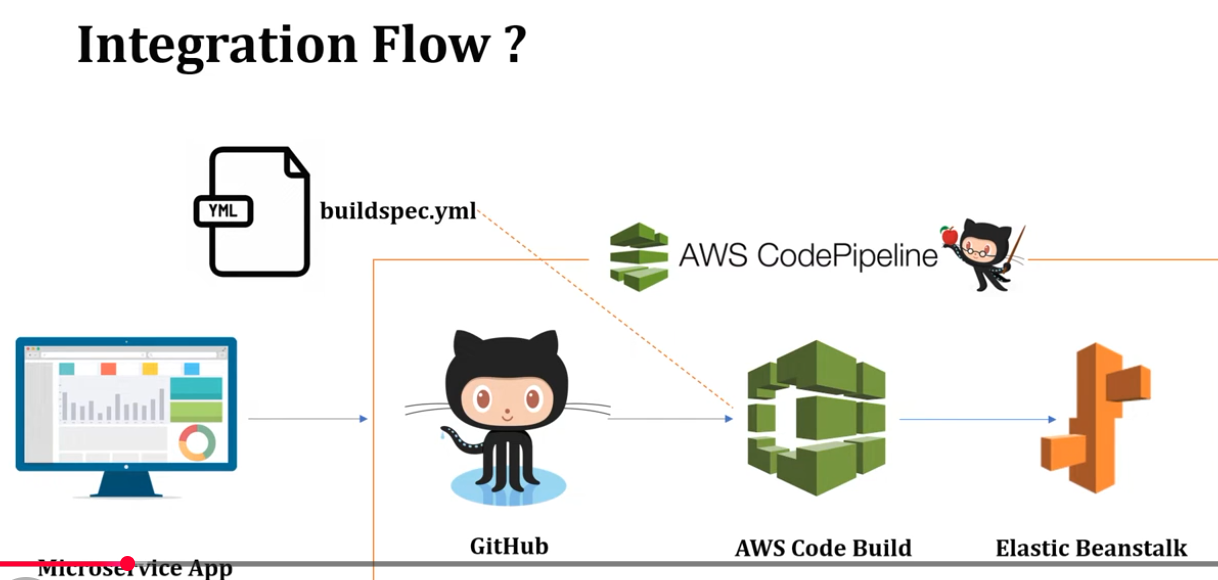 Integration Flow ?
YML
buildspec.yml
AWS CodePipeline
GitHub
AWS Code Build
Elastic Beanstalk
Microservice App